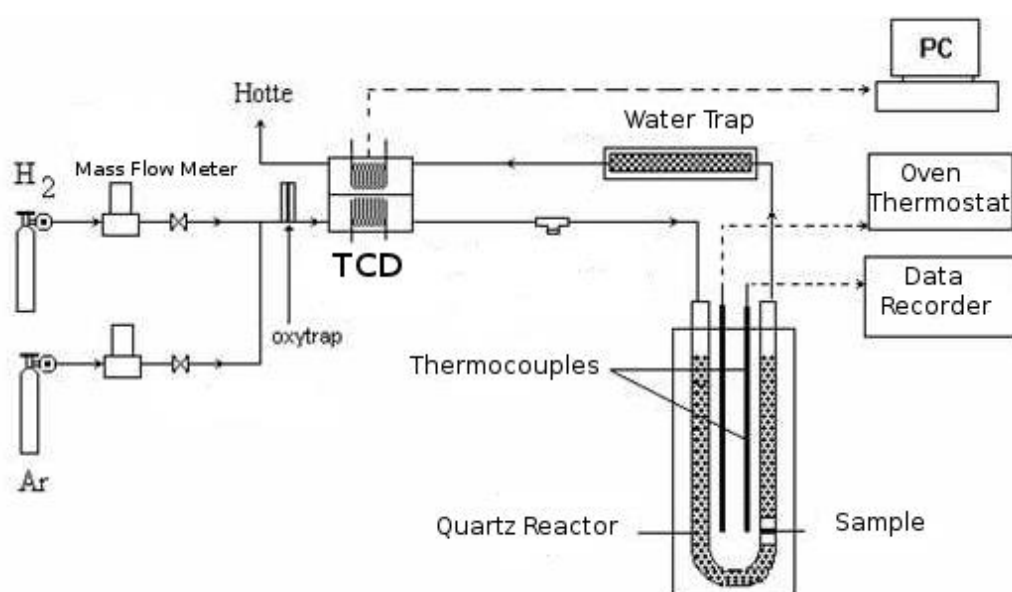 PC
Hotte
Water Trap
Mass Flow Meter
H2
Oven
Thermostat
TCD
Data
Recorder
oxytrap
Thermocouples
Ar
Quartz Reactor
Sample